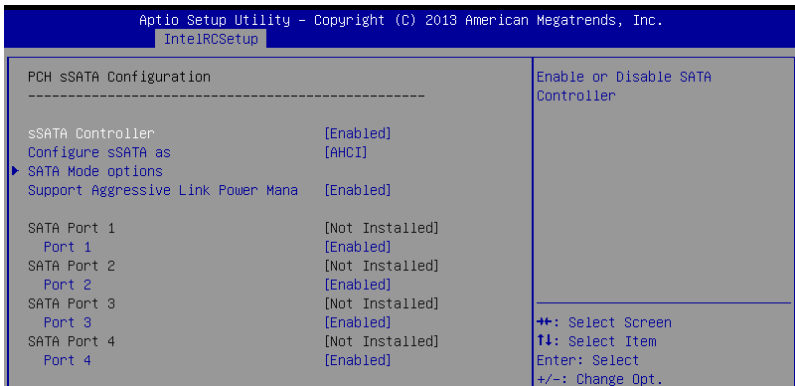 Aptio Setup Utility – Copyright (C) 2013 American Megatrends, Inc.
IntelRCSetup
PCH sSATA Configuration
--------------------------------------------------
sSATA Controller [Enabled]
Configure sSATA as [AHCI]
SATA Mode options
Support Aggressive Link Power Mana [Enabled]
SATA Port 1 [Not Installed]
Port 1 [Enabled]
SATA Port 2 [Not Installed]
Port 2 [Enabled]
SATA Port 3 [Not Installed]
Port 3 [Enabled]
SATA Port 4 [Not Installed]
Port 4 [Enabled]
Enable or Disable SATA
Controller
→←: Select Screen
↑↓: Select Item
Enter: Select
+/-: Change Opt.